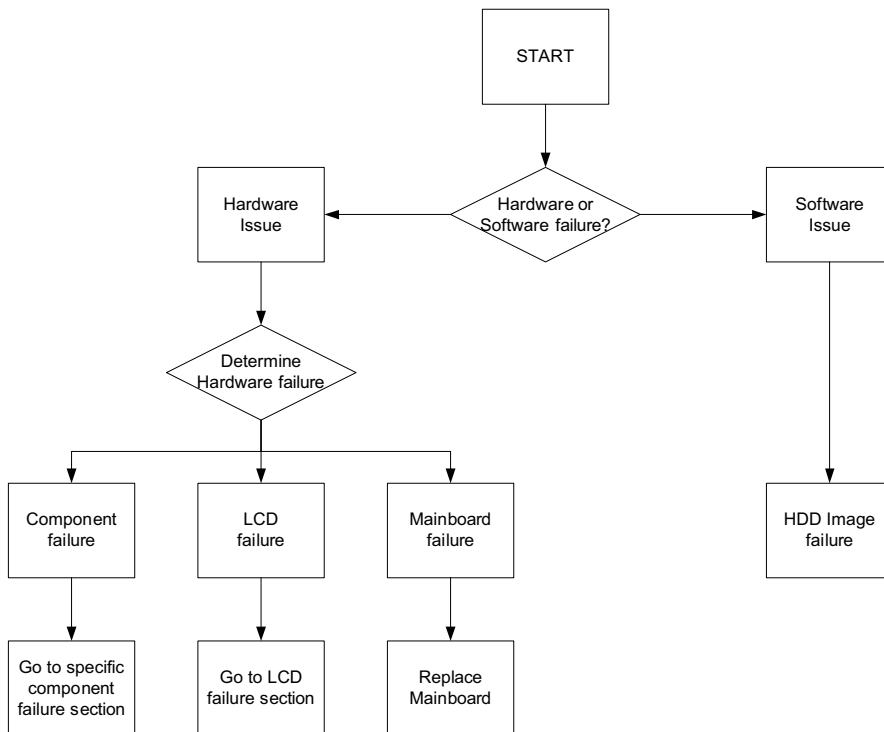 START
Hardware or
Software failure?
Hardware
Issue
Software
Issue
Determine
Hardware failure
Component
failure
LCD
failure
Mainboard
failure
HDD Image
failure
Go to specific
component
failure section
Go to LCD
failure section
Replace
Mainboard